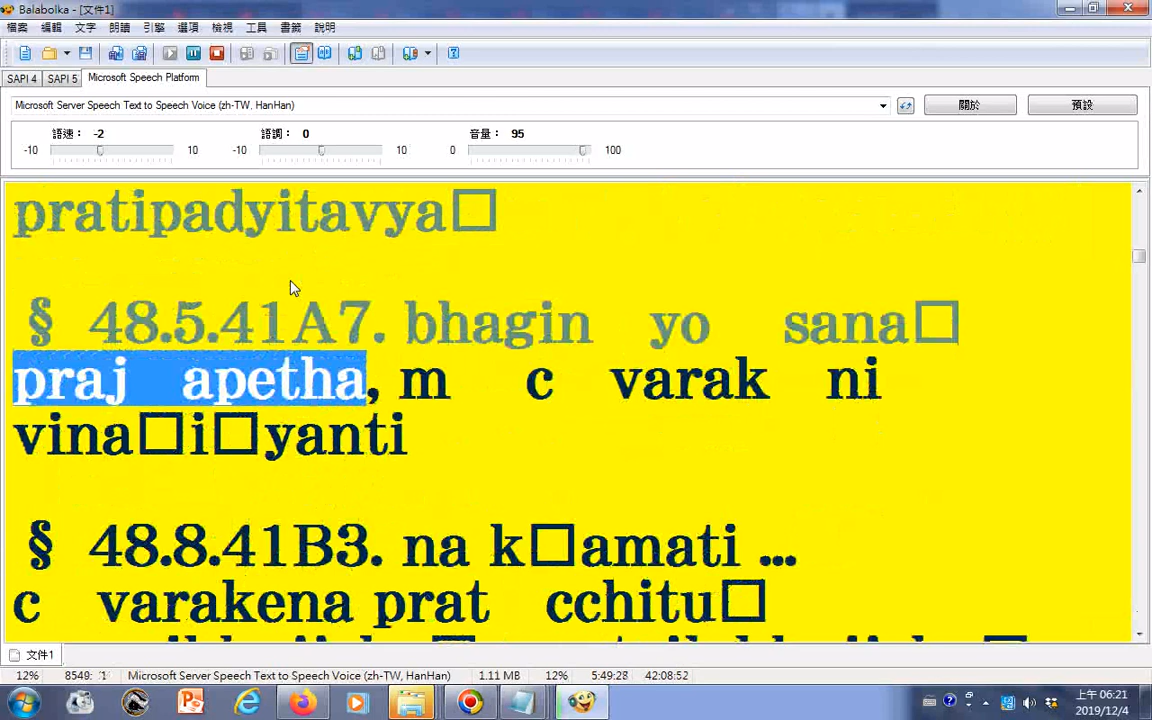 Balabolka - [文件1]
檔案 編輯 文字 朗讀 引擎 選項 檢視 工具 書籤 說明
SAPI 4 SAPI 5 Microsoft Speech Platform
Microsoft Server Speech Text to Speech Voice (zh-TW, HanHan) 關於 預設
語速： -2 語調： 0 音量： 95
-10 10 -10 10 0 100
pratipadyitavya□
§ 48.5.41A7. bhagin yo sana□
praj apetha, m c varak ni
vina□i□yanti
§ 48.8.41B3. na k□amati ...
c varakena prat cchitu□
文件1
12% 8549: 1 Microsoft Server Speech Text to Speech Voice (zh-TW, HanHan) 1.11 MB 12% 5:49:28 42:08:52
上午 06:21
2019/12/4